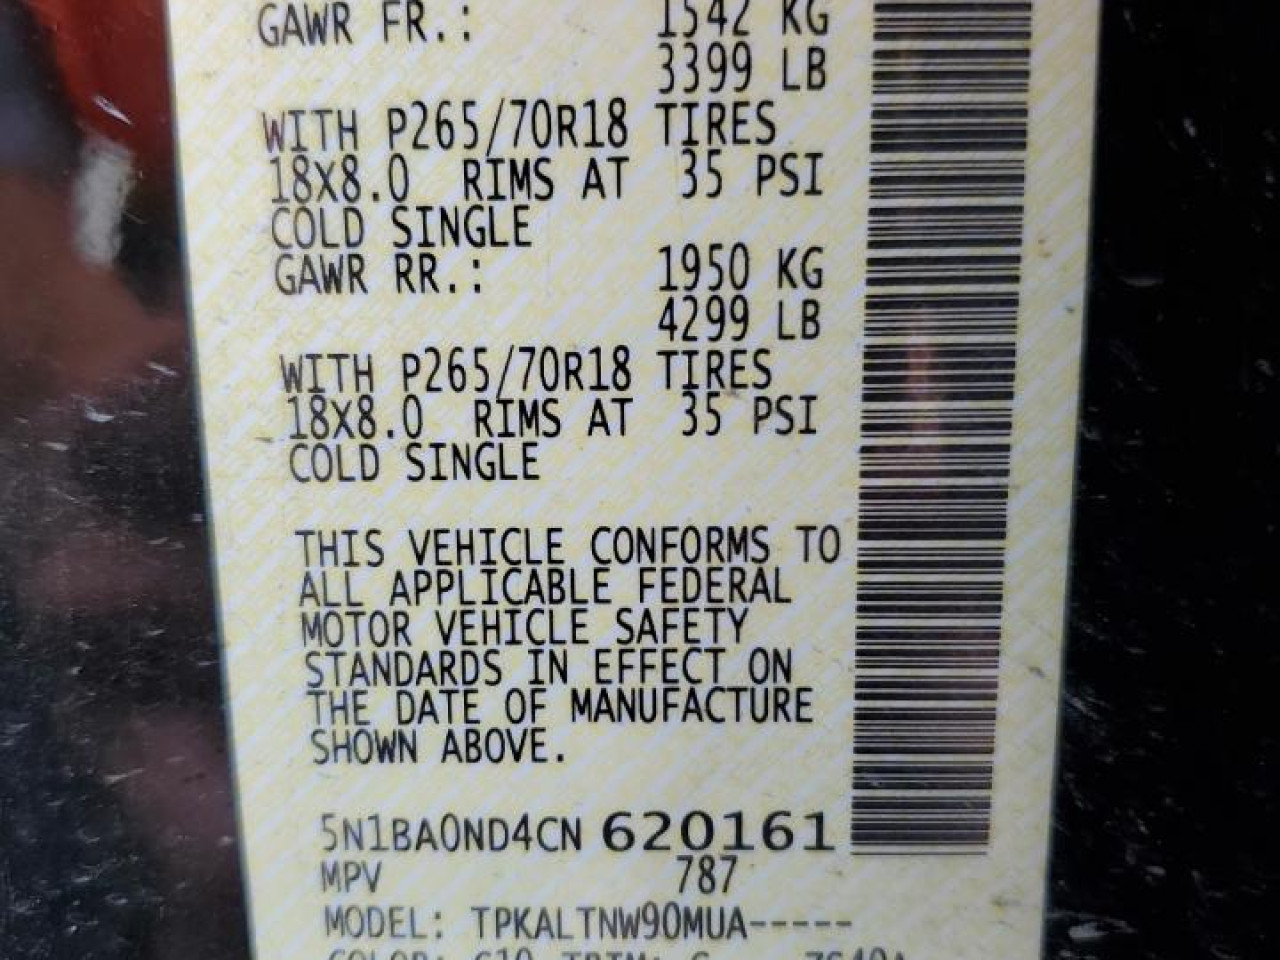 GAWR FR.: 1542 KG
3399 LB
WITH P265/70R18 TIRES
18X8.0 RIMS AT 35 PSI
COLD SINGLE
GAWR RR.: 1950 KG
4299 LB
WITH P265/70R18 TIRES
18X8.0 RIMS AT 35 PSI
COLD SINGLE
THIS VEHICLE CONFORMS TO
ALL APPLICABLE FEDERAL
MOTOR VEHICLE SAFETY
STANDARDS IN EFFECT ON
THE DATE OF MANUFACTURE
SHOWN ABOVE.
5N1BA0ND4CN 620161
MPV 787
MODEL: TPKALTNW90MUA-----
COLOR: TRIM: G